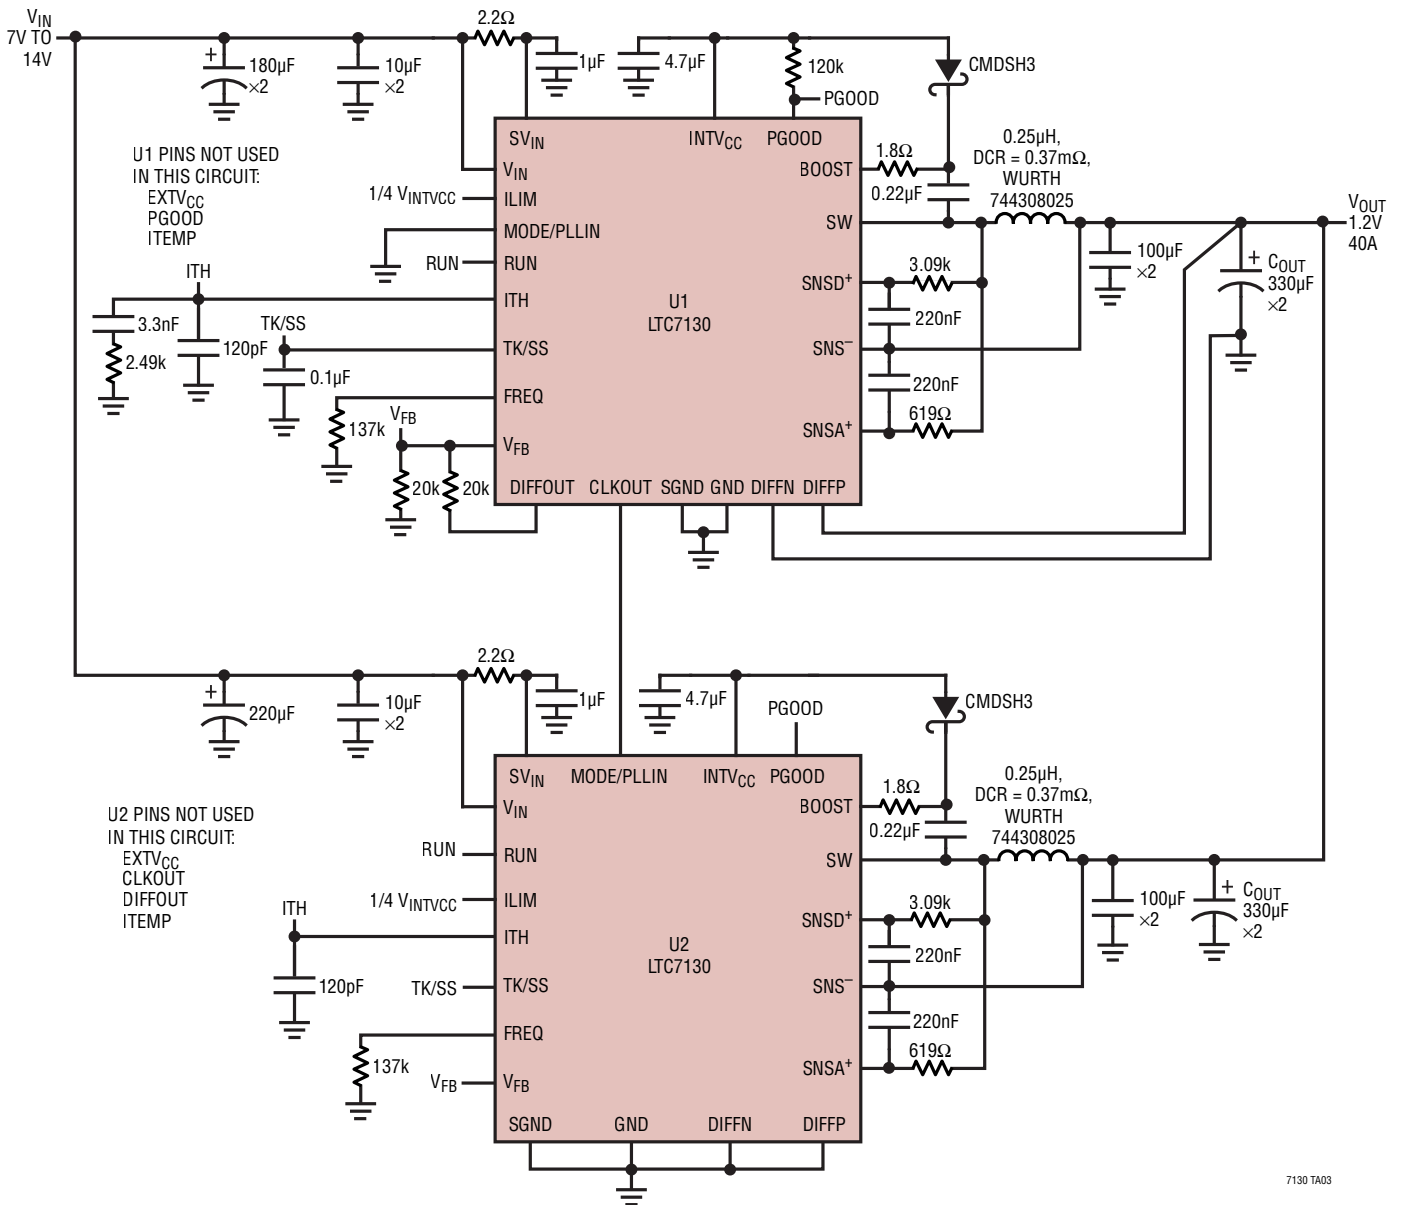 VIN
7V TO
14V
2.2Ω
180µF
×2
10µF
×2
1µF
4.7µF
120k
PGOOD
CMDSH3
U1 PINS NOT USED
IN THIS CIRCUIT:
EXTVCC
PGOOD
ITEMP
SVIN
INTVCC
PGOOD
VIN
BOOST
1.8Ω
0.22µF
0.25µH,
DCR = 0.37mΩ,
WURTH
744308025
1/4 VINTVCC
ILIM
SW
VOUT
1.2V
40A
MODE/PLLIN
RUN
RUN
100µF
×2
+ COUT
330µF
×2
ITH
ITH
SNSD+
3.09k
U1
LTC7130
220nF
3.3nF
2.49k
120pF
TK/SS
TK/SS
SNS–
0.1µF
220nF
FREQ
137k
VFB
VFB
SNSA+
619Ω
20k
20k
DIFFOUT
CLKOUT
SGND
GND
DIFFN
DIFFP
2.2Ω
+
220µF
10µF
×2
1µF
4.7µF
PGOOD
CMDSH3
SVIN
MODE/PLLIN
INTVCC
PGOOD
VIN
BOOST
1.8Ω
0.22µF
0.25µH,
DCR = 0.37mΩ,
WURTH
744308025
U2 PINS NOT USED
IN THIS CIRCUIT:
EXTVCC
CLKOUT
DIFFOUT
ITEMP
RUN
RUN
SW
1/4 VINTVCC
ILIM
100µF
×2
+ COUT
330µF
×2
ITH
ITH
SNSD+
3.09k
U2
LTC7130
220nF
120pF
TK/SS
TK/SS
SNS–
220nF
FREQ
137k
VFB
VFB
SNSA+
619Ω
SGND
GND
DIFFN
DIFFP
7130 TA03